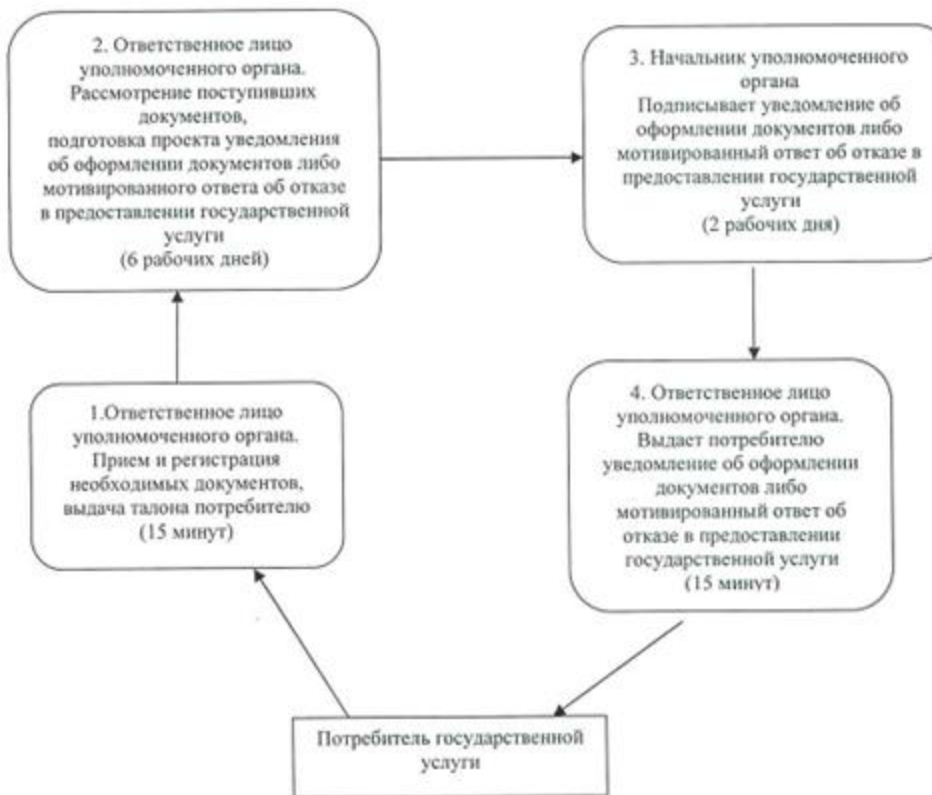 2. Ответственное лицо
уполномоченного органа.
Рассмотрение поступивших
документов,
подготовка проекта уведомления
об оформлении документов либо
мотивированного ответа об отказе
в предоставлении государственной
услуги
(6 рабочих дней)
3. Начальник уполномоченного
органа
Подписывает уведомление об
оформлении документов либо
мотивированный ответ об отказе в
предоставлении государственной
услуги
(2 рабочих дня)
1.Ответственное лицо
уполномоченного органа.
Прием и регистрация
необходимых документов,
выдача талона потребителю
(15 минут)
4. Ответственное лицо
уполномоченного органа.
Выдает потребителю
уведомление об оформлении
документов либо
мотивированный ответ об
отказе в предоставлении
государственной услуги
(15 минут)
Потребитель государственной
услуги